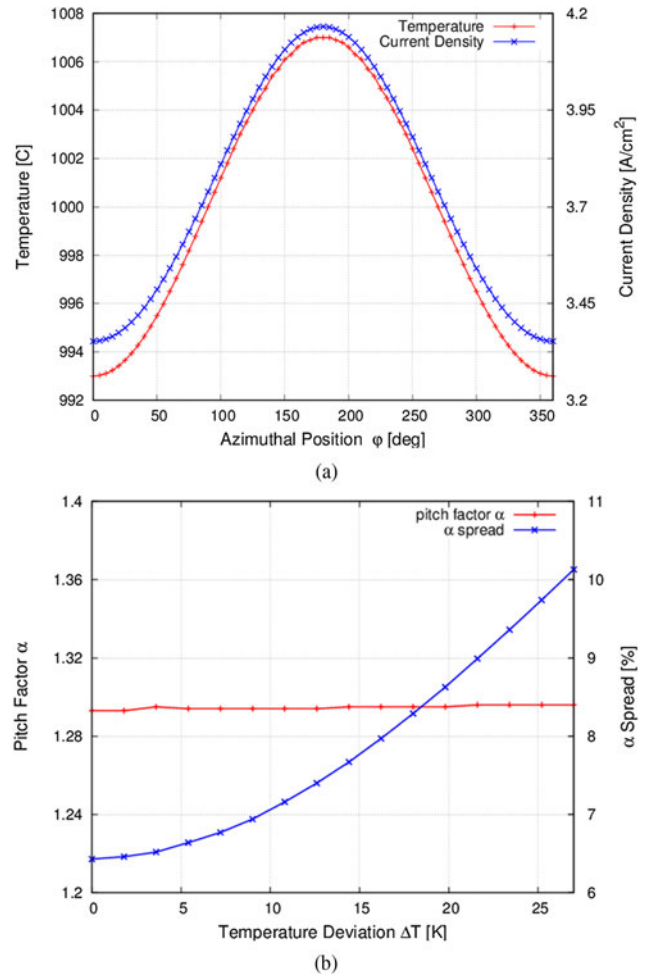 1008
1006
1004
1002
1000
998
996
994
992
Temperature [C]
Temperature
Current Density
4.2
3.95
3.7
3.45
3.2
Current Density [A/cm²]
0 50 100 150 200 250 300 350
Azimuthal Position φ [deg]
(a)
1.4
1.36
1.32
1.28
1.24
1.2
Pitch Factor α
pitch factor α
α spread
11
10
9
8
7
6
α Spread [%]
0 5 10 15 20 25
Temperature Deviation ΔT [K]
(b)